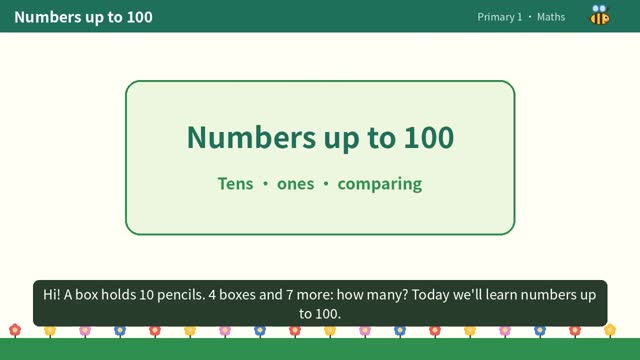 Numbers up to 100
Primary 1 • Maths
Numbers up to 100
Tens • ones • comparing
Hi! A box holds 10 pencils. 4 boxes and 7 more: how many? Today we'll learn numbers up
to 100.